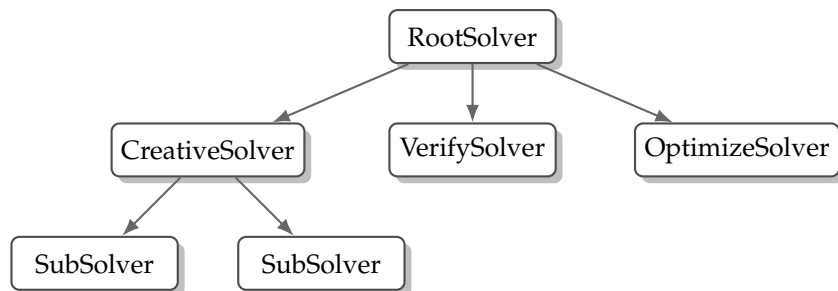 RootSolver
CreativeSolver
VerifySolver
OptimizeSolver
SubSolver
SubSolver